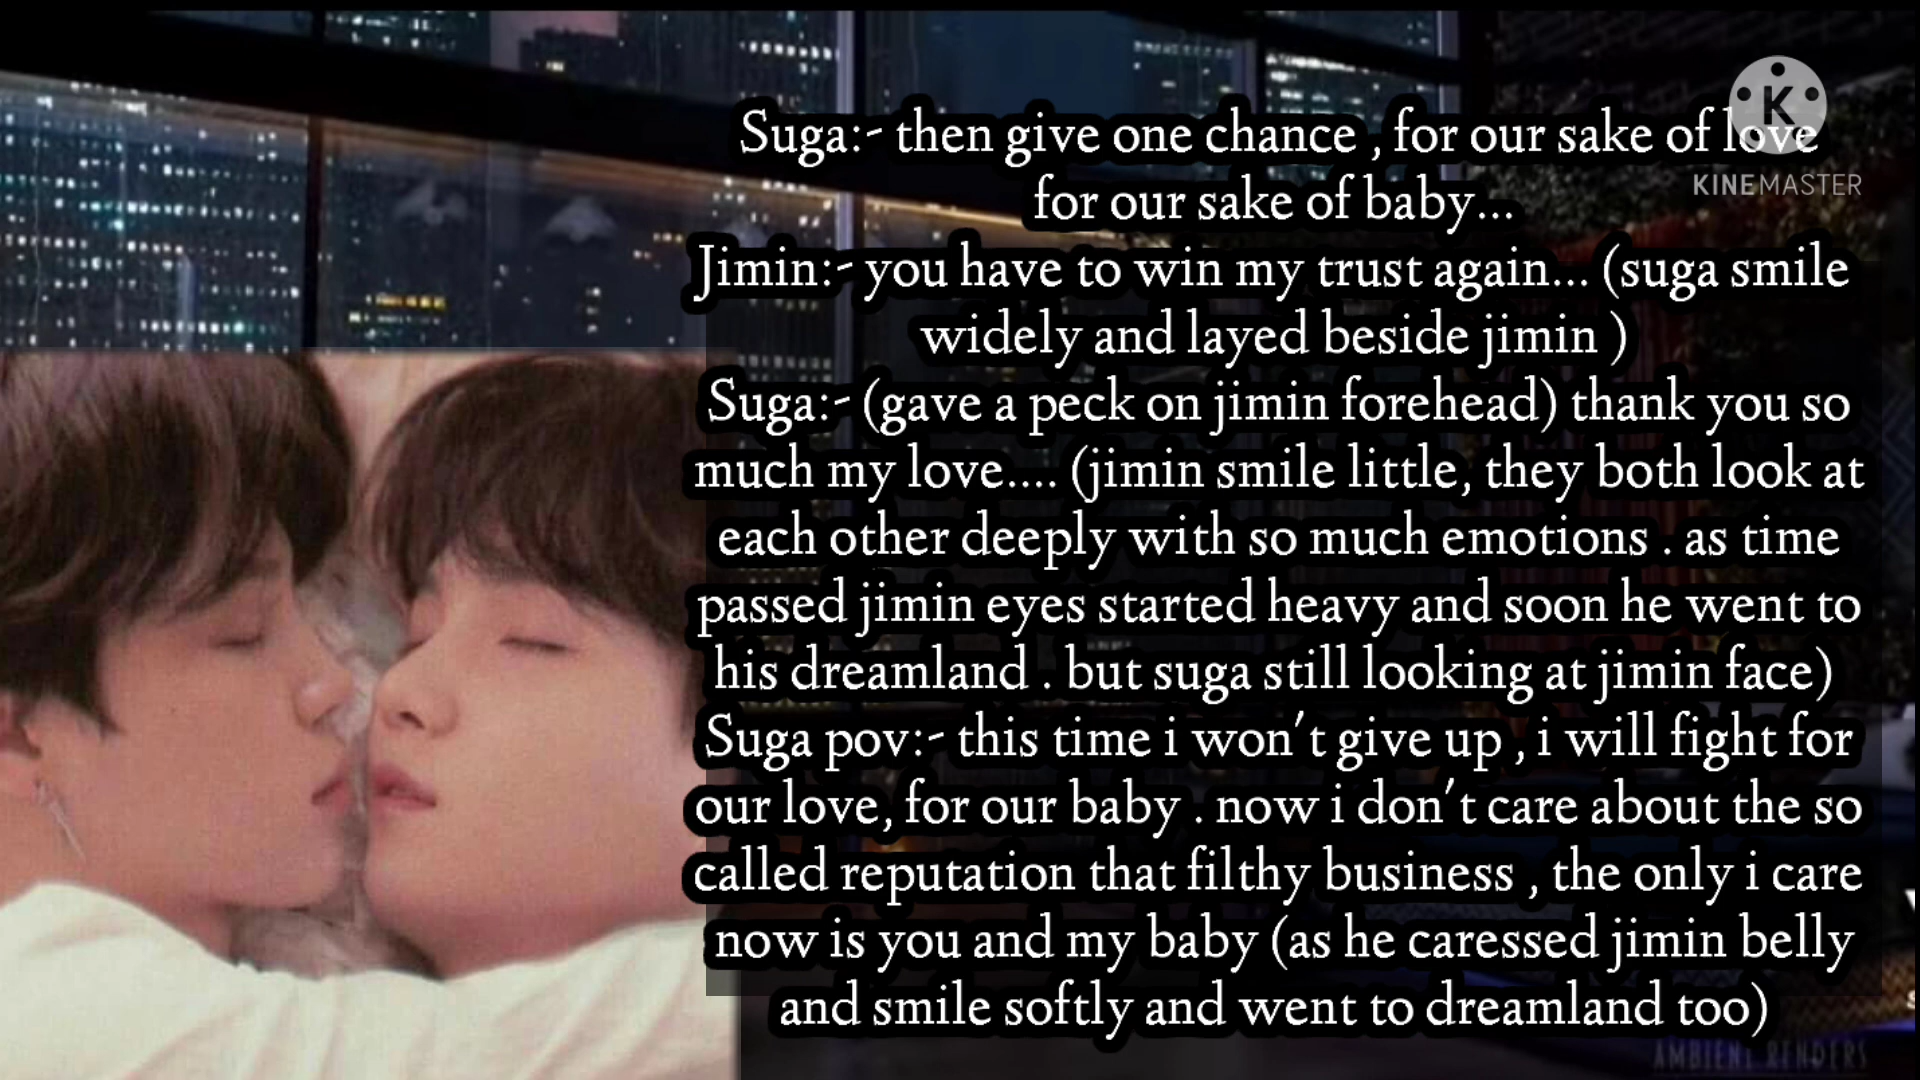 Suga:- then give one chance , for our sake of love
for our sake of baby...
Jimin:- you have to win my trust again... (suga smile
widely and layed beside jimin )
Suga:- (gave a peck on jimin forehead) thank you so
much my love.... (jimin smile little, they both look at
each other deeply with so much emotions . as time
passed jimin eyes started heavy and soon he went to
his dreamland . but suga still looking at jimin face)
Suga pov:- this time i won't give up , i will fight for
our love, for our baby . now i don't care about the so
called reputation that filthy business , the only i care
now is you and my baby (as he caressed jimin belly
and smile softly and went to dreamland too)
K
KINEMASTER
AMBIENT RENDERS